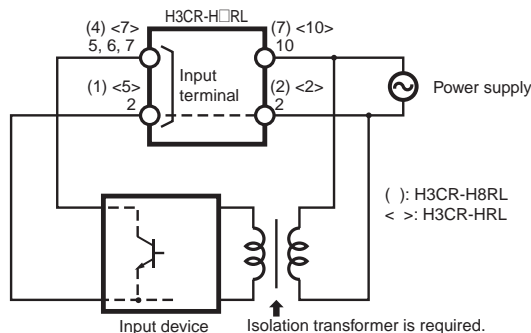 H3CR-H□RL
(4) <7>
5, 6, 7
(7) <10>
10
Input
terminal
(1) <5>
2
(2) <2>
2
Power supply
( ): H3CR-H8RL
< >: H3CR-HRL
Input device
Isolation transformer is required.